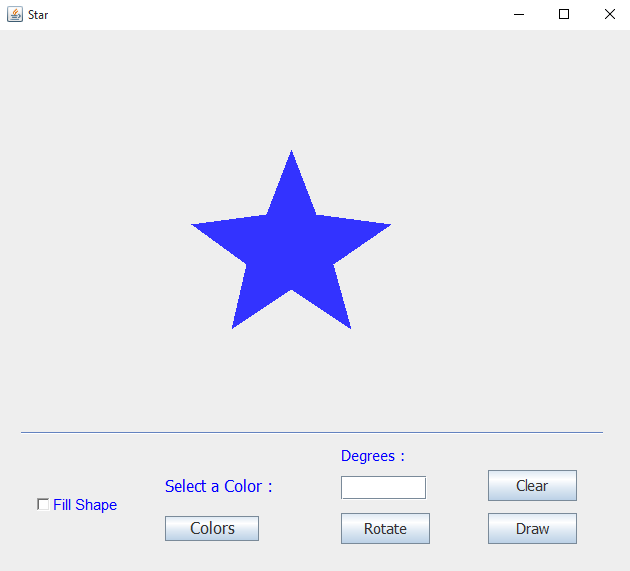 Star
Degrees :
Select a Color :
Clear
Fill Shape
Colors
Rotate
Draw